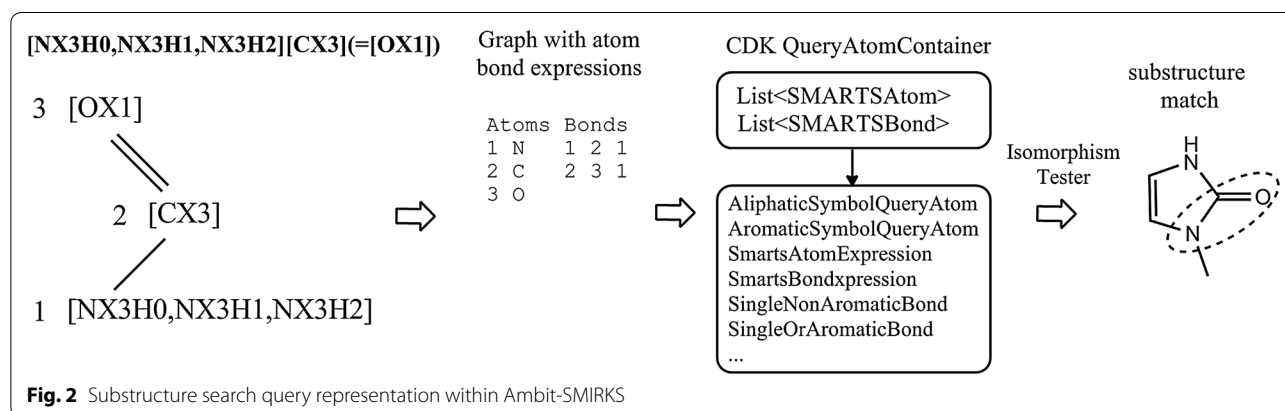 [NX3H0,NX3H1,NX3H2][CX3](=[OX1])
3 [OX1]
2 [CX3]
1 [NX3H0,NX3H1,NX3H2]
Graph with atom
bond expressions
Atoms Bonds
1 N 1 2 1
2 C 2 3 1
3 O
CDK QueryAtomContainer
List<SMARTSAtom>
List<SMARTSBond>
AliphaticSymbolQueryAtom
AromaticSymbolQueryAtom
SmartsAtomExpression
SmartsBondxpression
SingleNonAromaticBond
SingleOrAromaticBond
...
Isomorphism
Tester
substructure
match
H
N
O
N
Fig. 2 Substructure search query representation within Ambit-SMIRKS